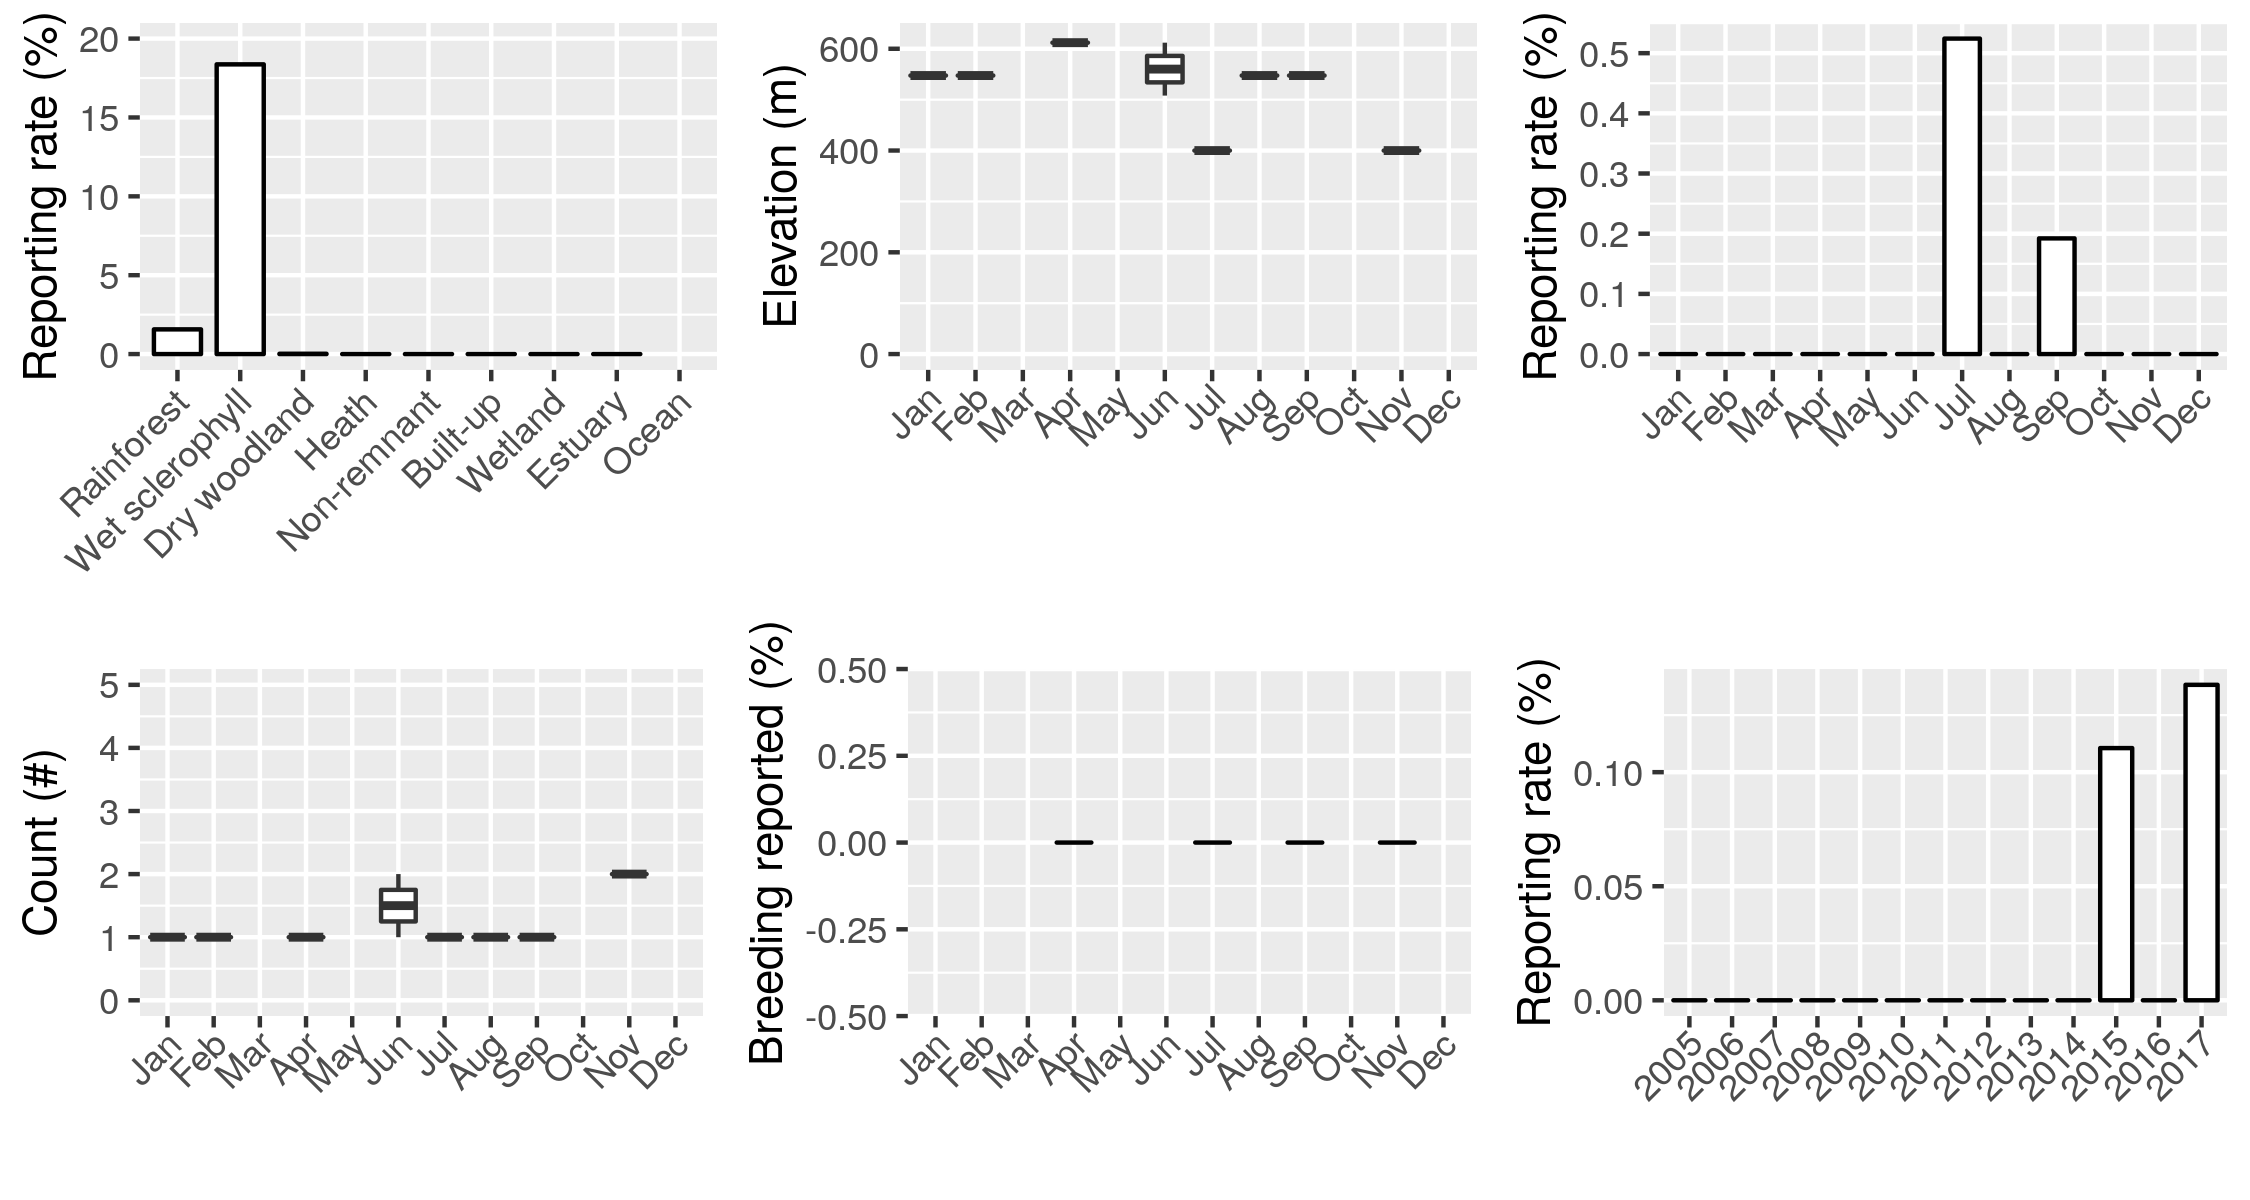 Reporting rate (%)
20
15
10
5
0
Rainforest
Wet sclerophyll
Dry woodland
Heath
Non-remnant
Built-up
Wetland
Estuary
Ocean
Elevation (m)
600
400
200
0
Jan
Feb
Mar
Apr
May
Jun
Jul
Aug
Sep
Oct
Nov
Dec
Reporting rate (%)
0.5
0.4
0.3
0.2
0.1
0.0
Jan
Feb
Mar
Apr
May
Jun
Jul
Aug
Sep
Oct
Nov
Dec
Count (#)
5
4
3
2
1
0
Jan
Feb
Mar
Apr
May
Jun
Jul
Aug
Sep
Oct
Nov
Dec
Breeding reported (%)
0.50
0.25
0.00
-0.25
-0.50
Jan
Feb
Mar
Apr
May
Jun
Jul
Aug
Sep
Oct
Nov
Dec
Reporting rate (%)
0.10
0.05
0.00
2005
2006
2007
2008
2009
2010
2011
2012
2013
2014
2015
2016
2017